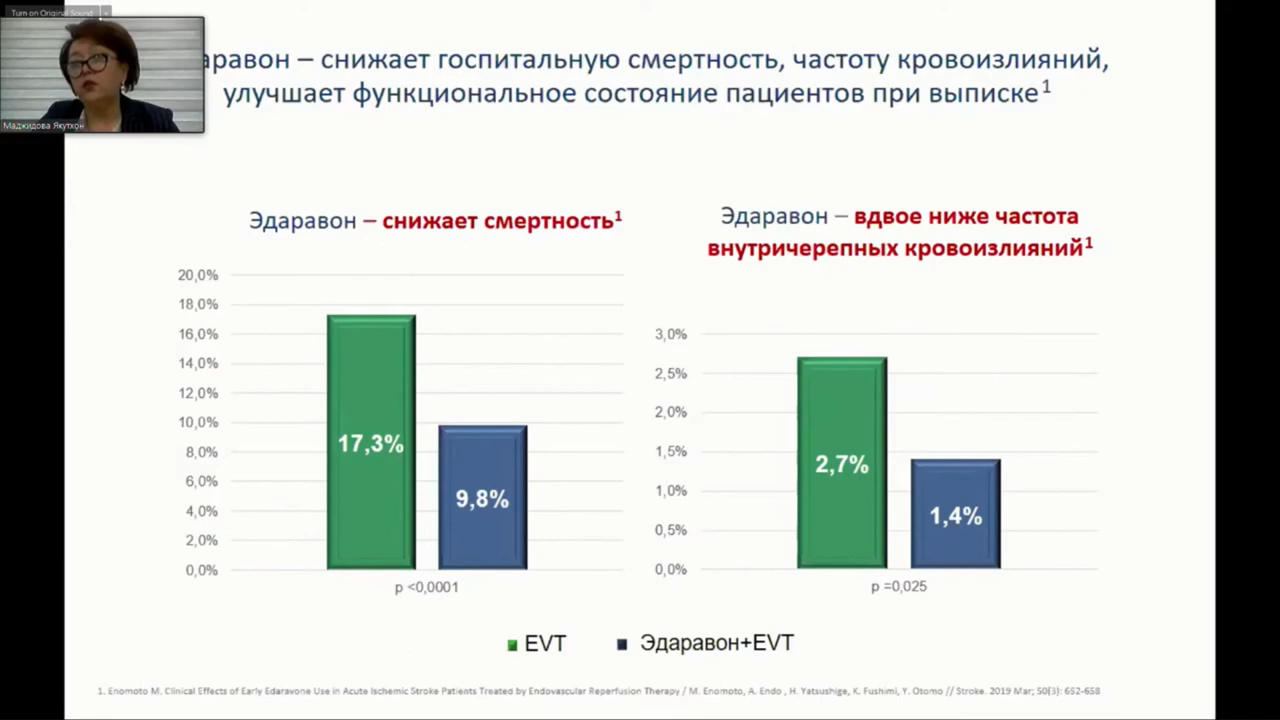 Turn on Original Sound
Маджидова Якутхон
аравон – снижает госпитальную смертность, частоту кровоизлияний,
улучшает функциональное состояние пациентов при выписке1
Эдаравон – снижает смертность1
20,0%
18,0%
16,0%
14,0%
12,0%
10,0%
8,0%
6,0%
4,0%
2,0%
0,0%
17,3%
9,8%
p <0,0001
Эдаравон – вдвое ниже частота
внутричерепных кровоизлияний1
3,0%
2,5%
2,0%
1,5%
1,0%
0,5%
0,0%
2,7%
1,4%
p =0,025
EVT
Эдаравон+EVT
1. Enomoto M. Clinical Effects of Early Edaravone Use in Acute Ischemic Stroke Patients Treated by Endovascular Reperfusion Therapy / M. Enomoto, A. Endo , H. Yatsushige, K. Fushimi, Y. Otomo // Stroke. 2019 Mar; 50(3): 652-658